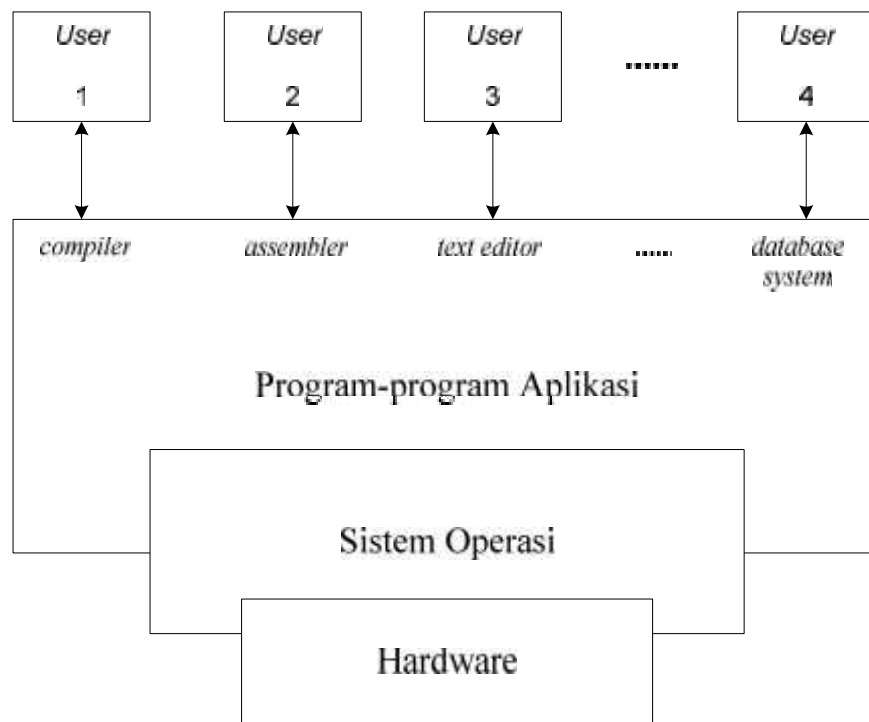 User User User ...... User
1 2 3 4
compiler assembler text editor ...... database
system
Program-program Aplikasi
Sistem Operasi
Hardware